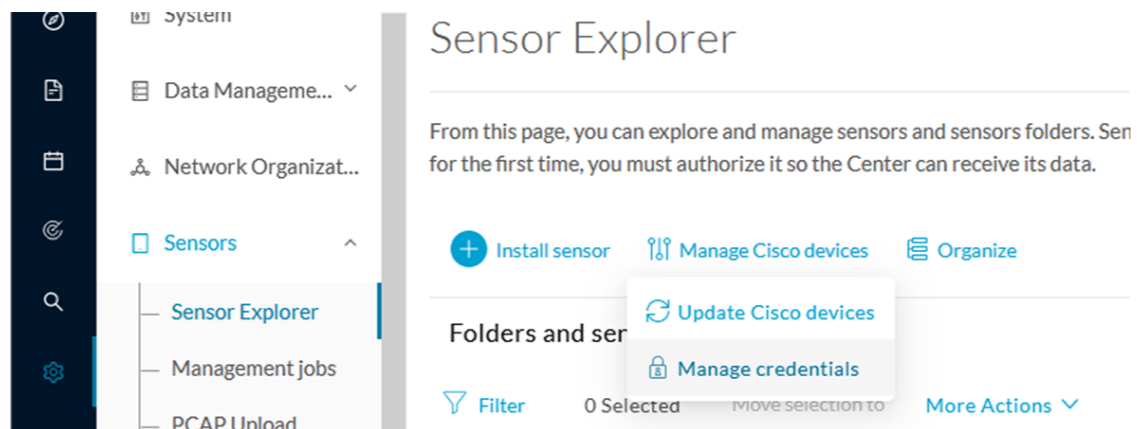 System
Data Manageme...
Network Organizat...
Sensors
Sensor Explorer
Management jobs
PCAP Upload
Sensor Explorer
From this page, you can explore and manage sensors and sensors folders. Sen
for the first time, you must authorize it so the Center can receive its data.
Install sensor
Manage Cisco devices
Organize
Update Cisco devices
Manage credentials
Folders and sen
Filter
0 Selected
Move selection to
More Actions